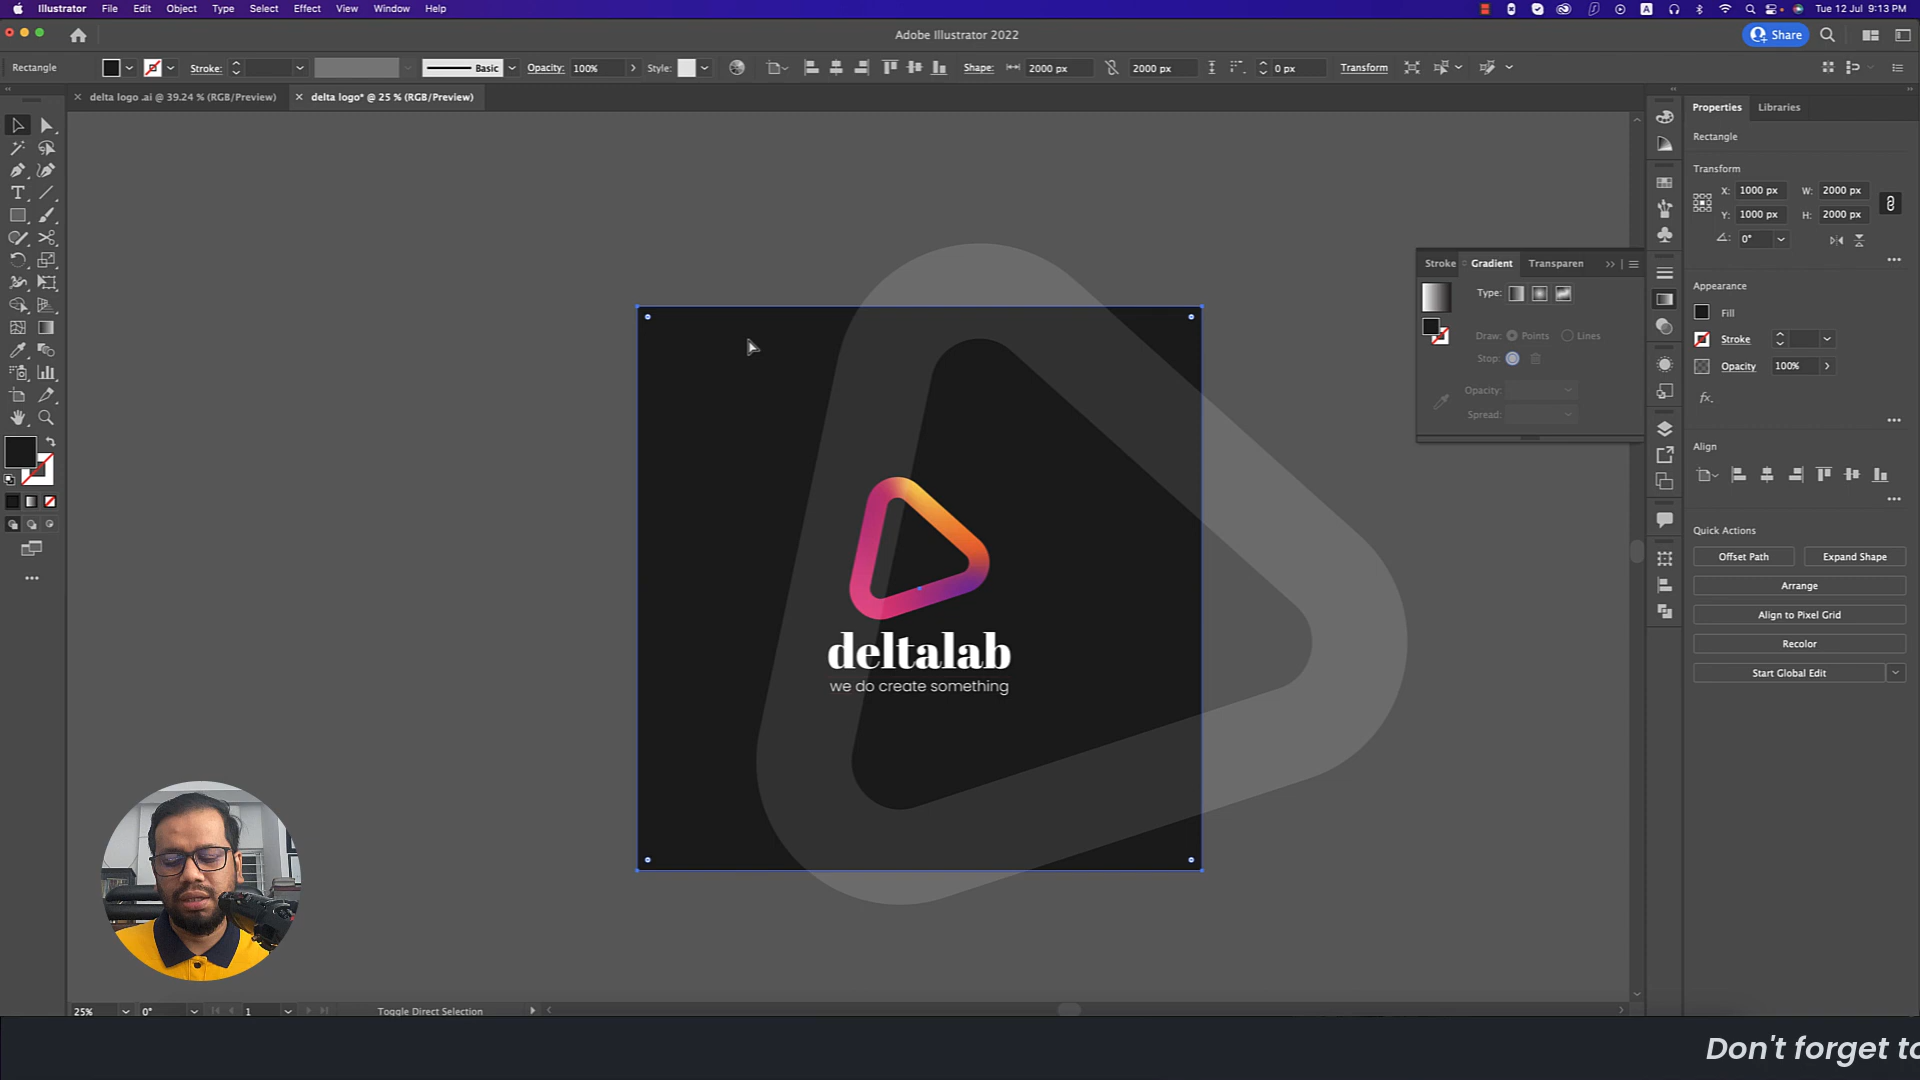 Illustrator File Edit Object Type Select Effect View Window Help
A
Tue 12 Jul 9:13 PM
Adobe Illustrator 2022
Share
Rectangle
Stroke:
Basic
Opacity: 100%
Style:
Shape: 2000 px 2000 px
0 px
Transform
× delta logo .ai @ 39.24 % (RGB/Preview)
× delta logo* @ 25 % (RGB/Preview)
Properties Libraries
Rectangle
Transform
X: 1000 px W: 2000 px
Y: 1000 px H: 2000 px
0°
Stroke Gradient Transparen
Type:
Draw: Points Lines
Stop:
Opacity:
Spread:
Appearance
Fill
Stroke
Opacity 100%
fx.
Align
Quick Actions
Offset Path Expand Shape
Arrange
Align to Pixel Grid
Recolor
Start Global Edit
deltalab
we do create something
25% 0° 1 Toggle Direct Selection
Don't forget to